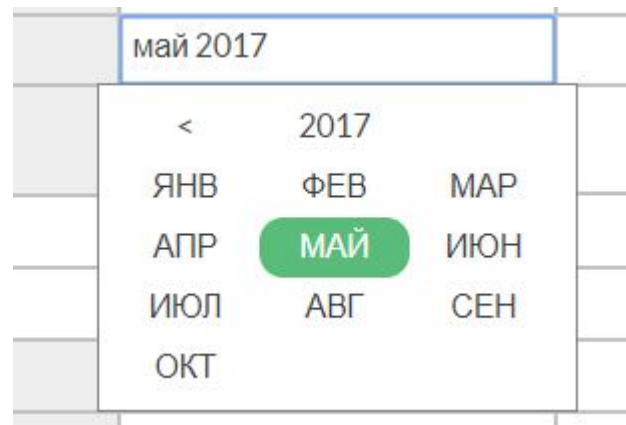 май 2017
< 2017
ЯНВ ФЕВ МАР
АПР МАЙ ИЮН
ИЮЛ АВГ СЕН
ОКТ